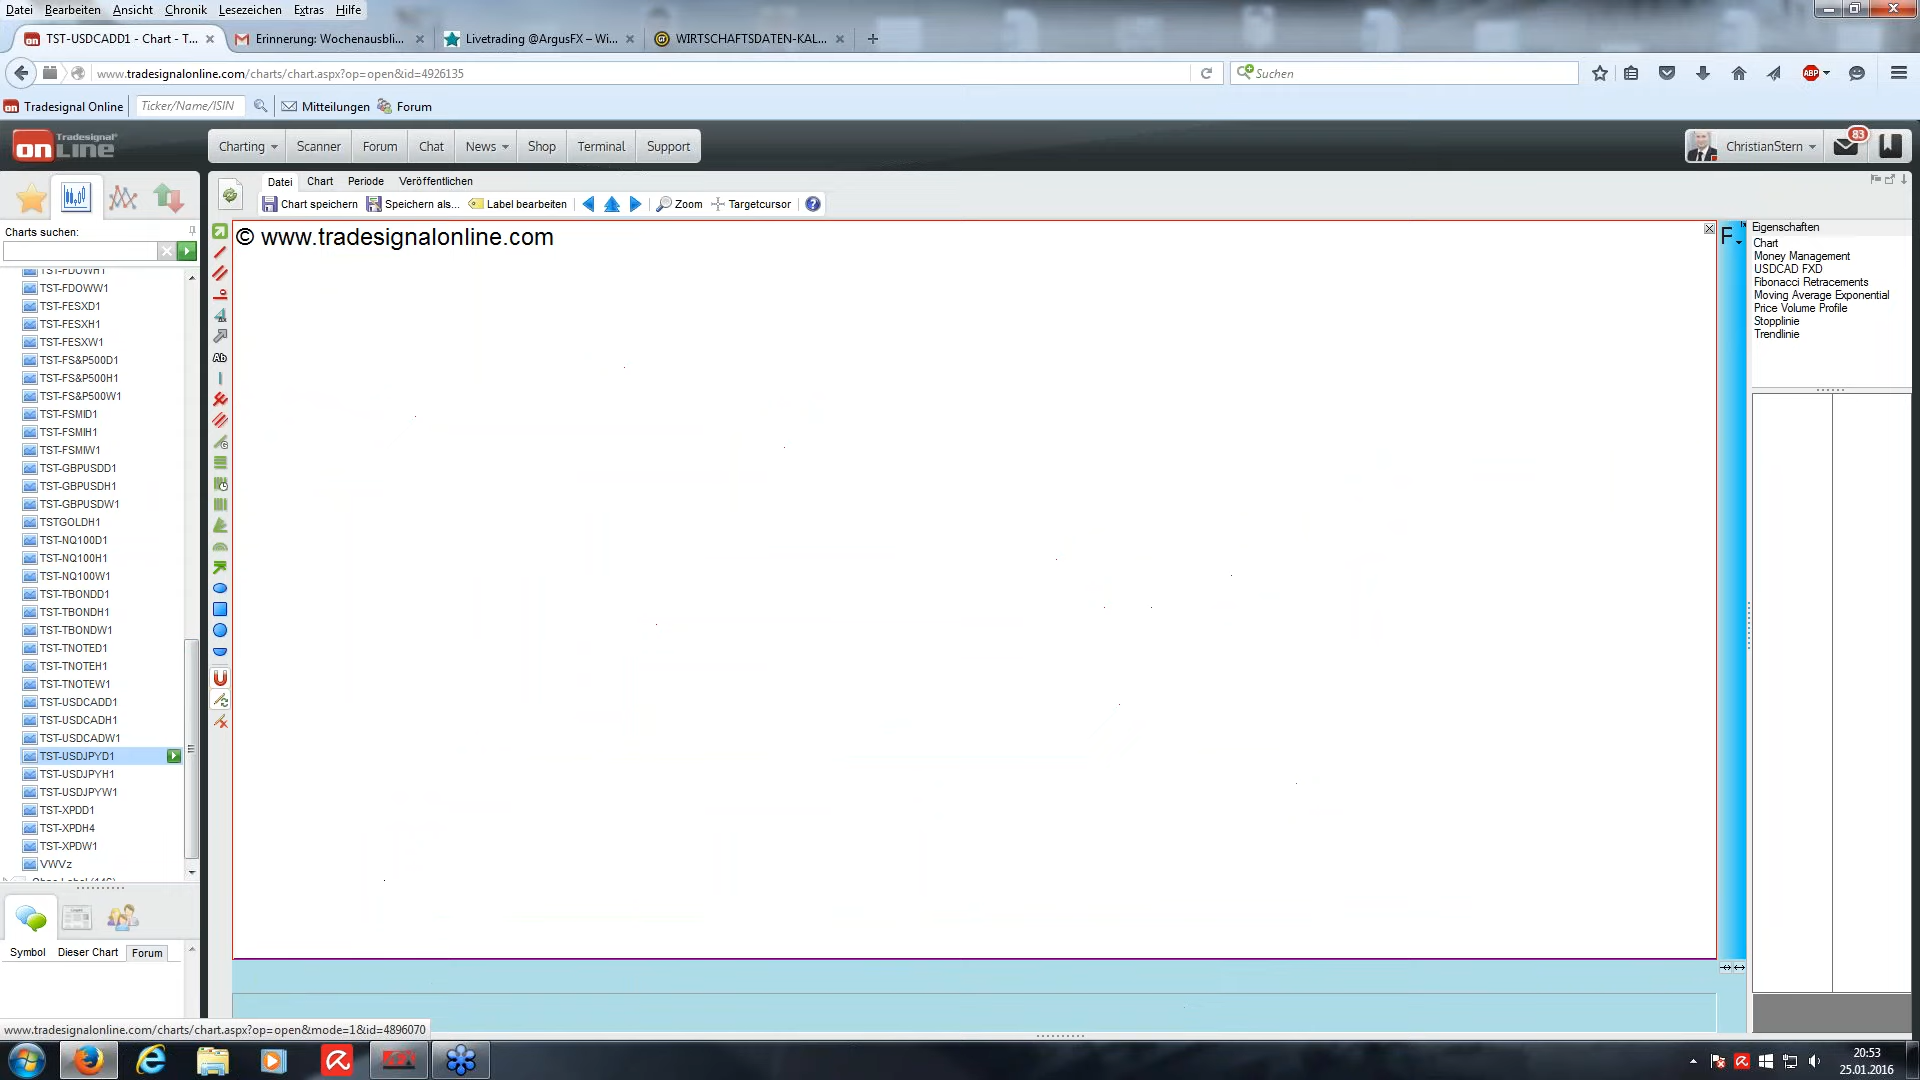 Datei Bearbeiten Ansicht Chronik Lesezeichen Extras Hilfe
TST-USDCADD1 - Chart - T...
Erinnerung: Wochenausbli...
Livetrading @ArgusFX – Wi...
WIRTSCHAFTSDATEN-KAL...
www.tradesignalonline.com/charts/chart.aspx?op=open&id=4926135
Suchen
ABP
on Tradesignal Online
Ticker/Name/ISIN
Mitteilungen
Forum
Tradesignal
on LINE
Charting
Scanner
Forum
Chat
News
Shop
Terminal
Support
ChristianStern
83
Datei
Chart
Periode
Veröffentlichen
Chart speichern
Speichern als...
Label bearbeiten
Zoom
Targetcursor
Charts suchen:
TST-FDOWH1
TST-FDOWW1
TST-FESXD1
TST-FESXH1
TST-FESXW1
TST-FS&P500D1
TST-FS&P500H1
TST-FS&P500W1
TST-FSMID1
TST-FSMIH1
TST-FSMIW1
TST-GBPUSDD1
TST-GBPUSDH1
TST-GBPUSDW1
TSTGOLDH1
TST-NQ100D1
TST-NQ100H1
TST-NQ100W1
TST-TBONDD1
TST-TBONDH1
TST-TBONDW1
TST-TNOTED1
TST-TNOTEH1
TST-TNOTEW1
TST-USDCADD1
TST-USDCADH1
TST-USDCADW1
TST-USDJPYD1
TST-USDJPYH1
TST-USDJPYW1
TST-XPDD1
TST-XPDH4
TST-XPDW1
VWVz
Symbol
Dieser Chart
Forum
www.tradesignalonline.com/charts/chart.aspx?op=open&mode=1&id=4896070
Ab
© www.tradesignalonline.com
F
Eigenschaften
Chart
Money Management
USDCAD FXD
Fibonacci Retracements
Moving Average Exponential
Price Volume Profile
Stopplinie
Trendlinie
20:53
25.01.2016